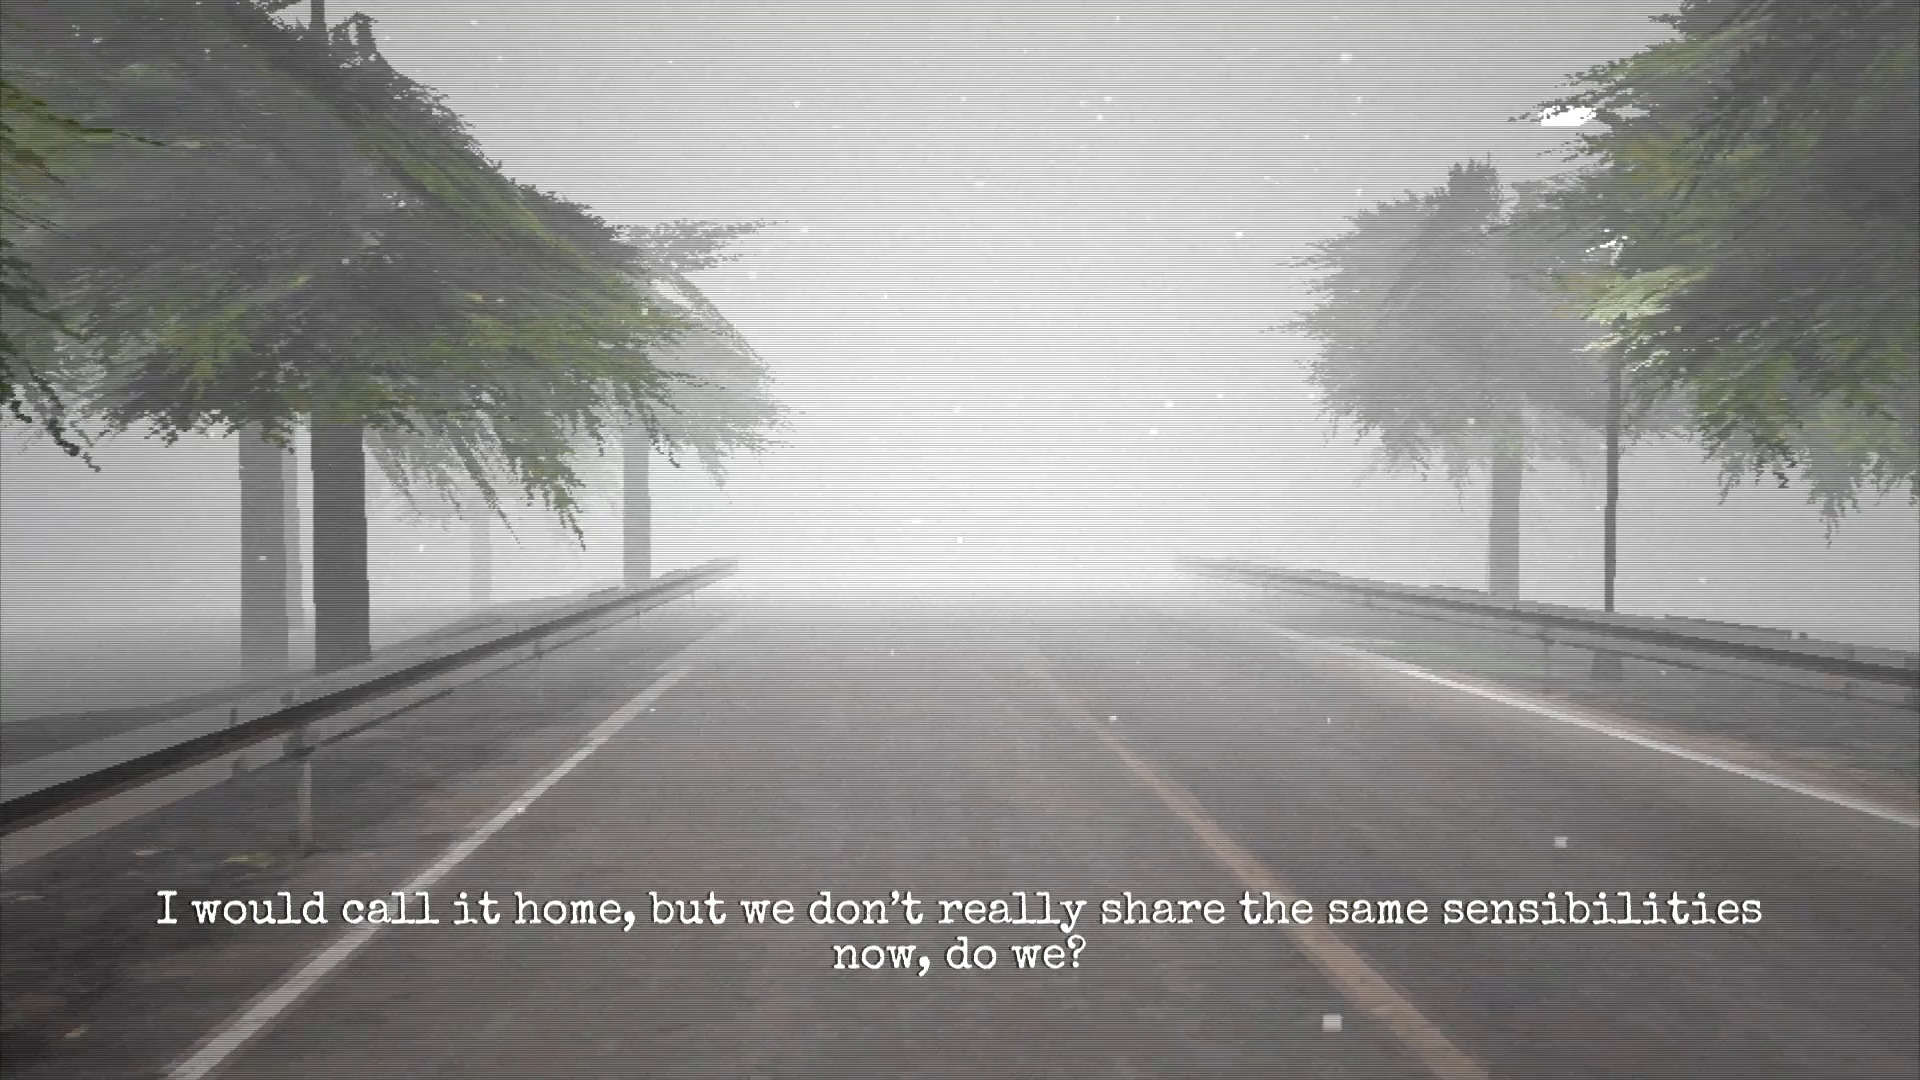 I would call it home, but we don't really share the same sensibilities
now, do we?